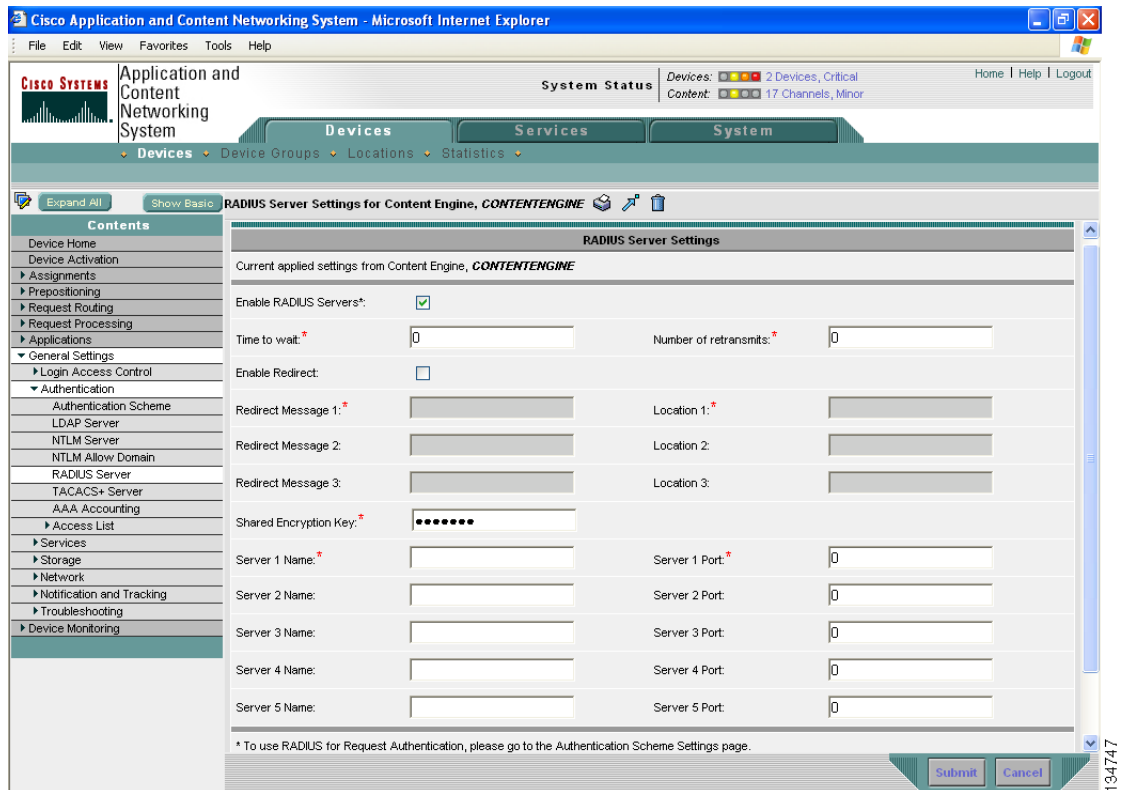 Cisco Application and Content Networking System - Microsoft Internet Explorer
File Edit View Favorites Tools Help
CISCO SYSTEMS
Application and
Content
Networking
System
System Status
Devices: 2 Devices, Critical
Content: 17 Channels, Minor
Home | Help | Logout
Devices Services System
Devices Device Groups Locations Statistics
Expand All Show Basic
RADIUS Server Settings for Content Engine, CONTENTENGINE
Contents
Device Home
Device Activation
Assignments
Prepositioning
Request Routing
Request Processing
Applications
General Settings
Login Access Control
Authentication
Authentication Scheme
LDAP Server
NTLM Server
NTLM Allow Domain
RADIUS Server
TACACS+ Server
AAA Accounting
Access List
Services
Storage
Network
Notification and Tracking
Troubleshooting
Device Monitoring
RADIUS Server Settings
Current applied settings from Content Engine, CONTENTENGINE
Enable RADIUS Servers*:
Time to wait:* 0 Number of retransmits:* 0
Enable Redirect:
Redirect Message 1:* Location 1:*
Redirect Message 2: Location 2:
Redirect Message 3: Location 3:
Shared Encryption Key:* •••••••
Server 1 Name:* Server 1 Port:* 0
Server 2 Name: Server 2 Port: 0
Server 3 Name: Server 3 Port: 0
Server 4 Name: Server 4 Port: 0
Server 5 Name: Server 5 Port: 0
* To use RADIUS for Request Authentication, please go to the Authentication Scheme Settings page.
Submit Cancel
134747